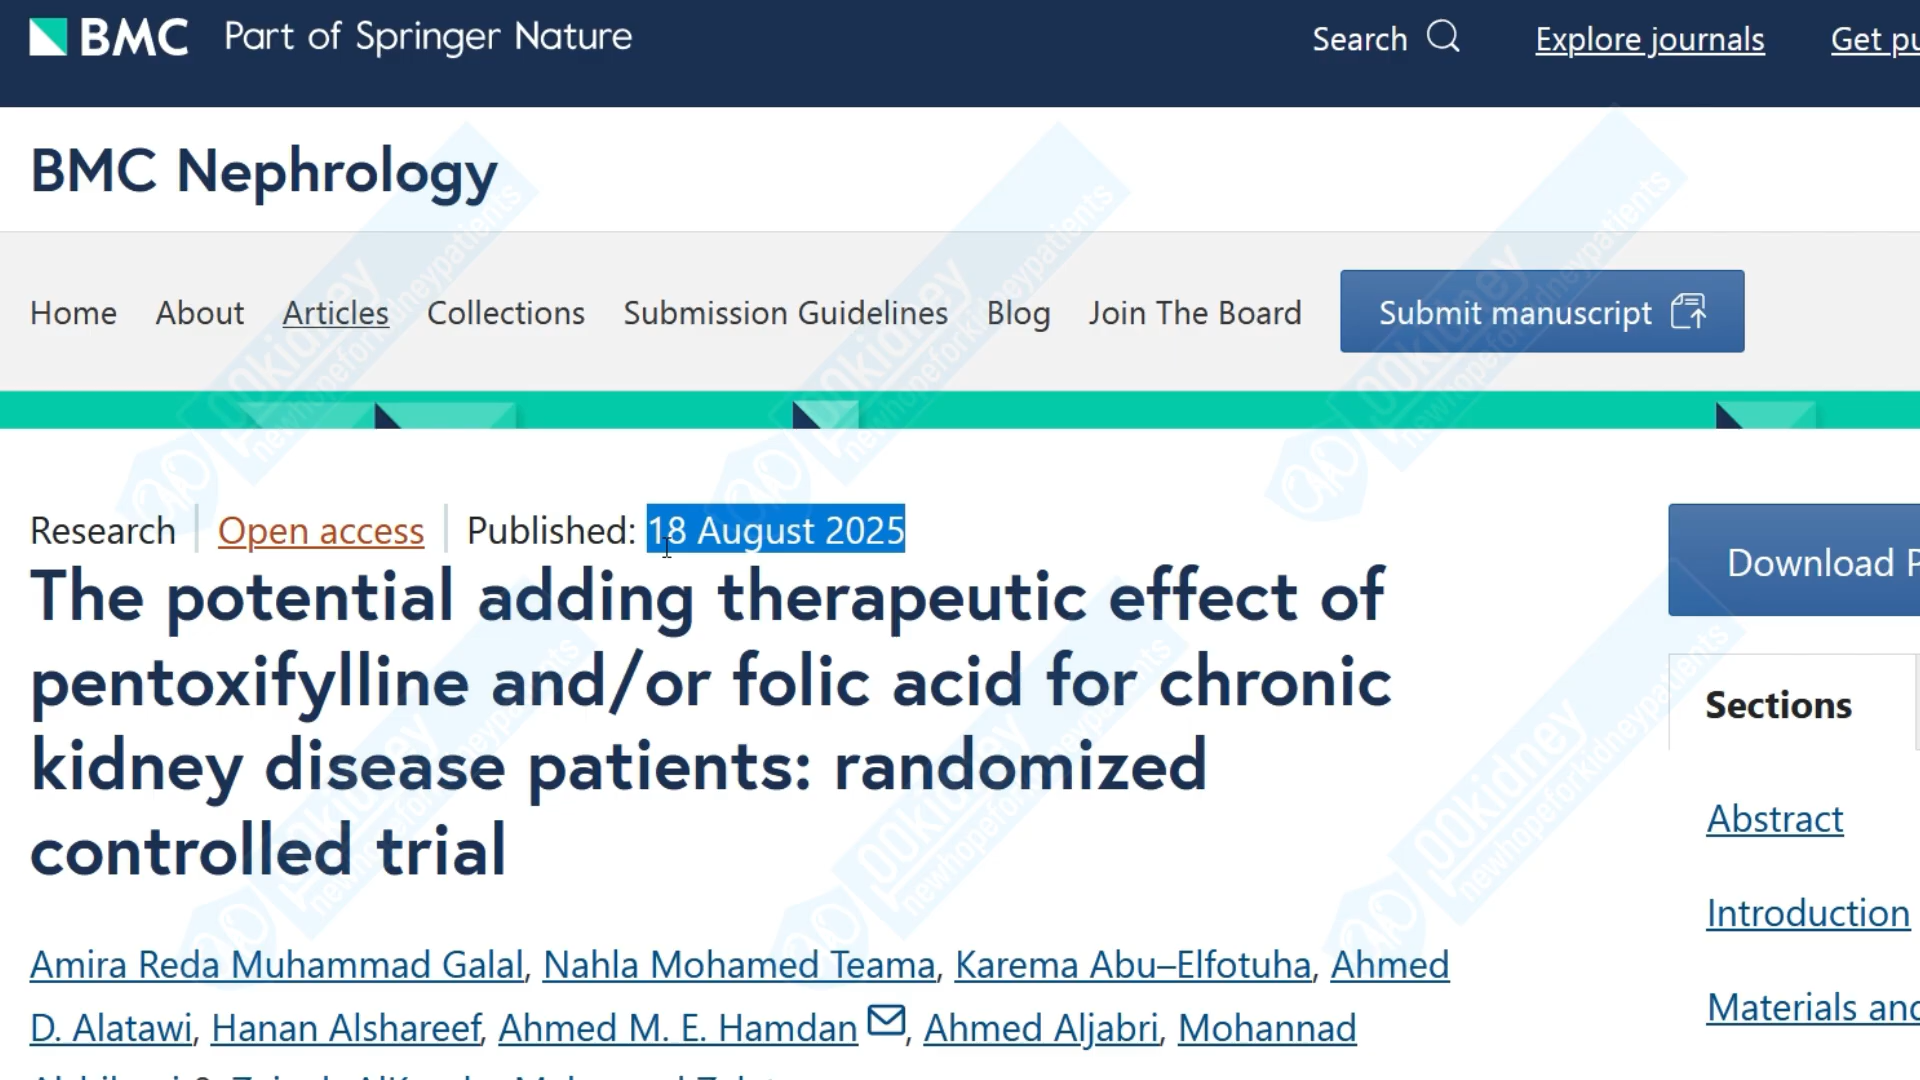 BMC Part of Springer Nature
Search
Explore journals
BMC Nephrology
Home About Articles Collections Submission Guidelines Blog Join The Board Submit manuscript
Research Open access Published: 18 August 2025
The potential adding therapeutic effect of
pentoxifylline and/or folic acid for chronic
kidney disease patients: randomized
controlled trial
Download
Sections
Abstract
Introduction
Materials
Amira Reda Muhammad Galal, Nahla Mohamed Teama, Karema Abu–Elfotuha, Ahmed
D. Alatawi, Hanan Alshareef, Ahmed M. E. Hamdan, Ahmed Aljabri, Mohannad